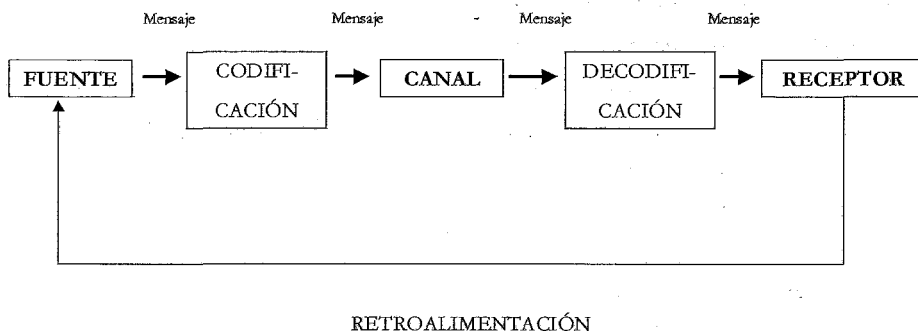 Mensaje Mensaje Mensaje Mensaje
FUENTE
CODIFI-
CACIÓN
CANAL
DECODIFI-
CACIÓN
RECEPTOR
RETROALIMENTACIÓN